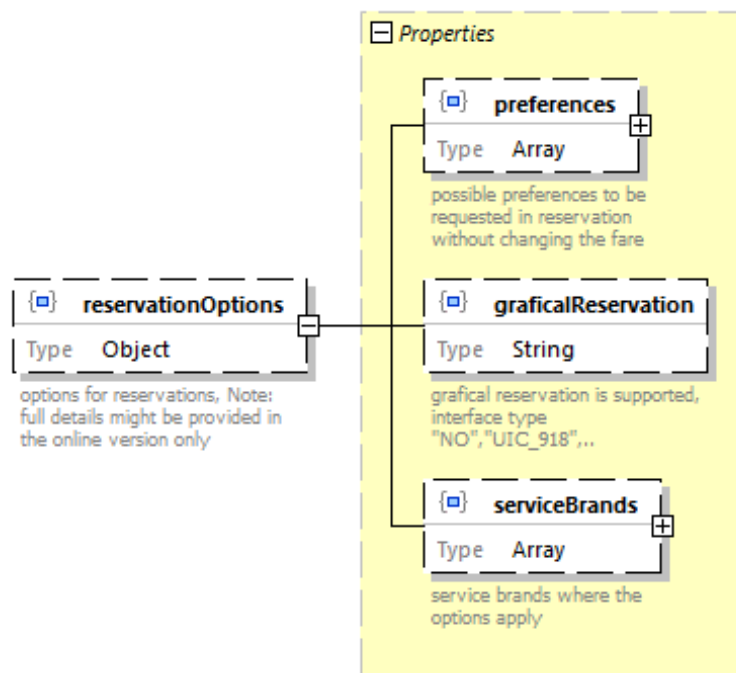 Properties
preferences
Type Array
possible preferences to be
requested in reservation
without changing the fare
reservationOptions
Type Object
options for reservations, Note:
full details might be provided in
the online version only
graficalReservation
Type String
grafical reservation is supported,
interface type
"NO","UIC_918",..
serviceBrands
Type Array
service brands where the
options apply